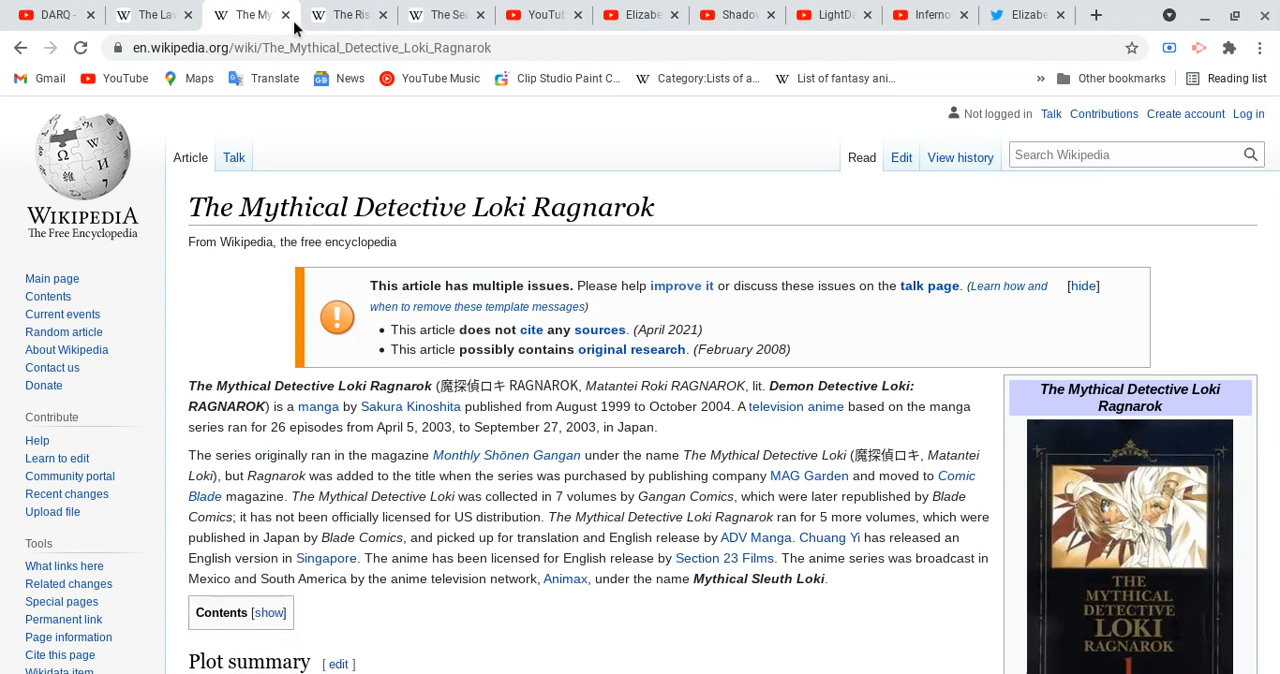 DARQ -
The Lav
The My
The Ris
The Sea
YouTub
Elizabe
Shadov
LightDa
Inferno
Elizabe
en.wikipedia.org/wiki/The_Mythical_Detective_Loki_Ragnarok
Gmail
YouTube
Maps
Translate
News
YouTube Music
Clip Studio Paint C...
Category:Lists of a...
List of fantasy ani...
»
Other bookmarks
Reading list
Not logged in Talk Contributions Create account Log in
Article Talk
Read Edit View history
Search Wikipedia
WIKIPEDIA
The Free Encyclopedia
Main page
Contents
Current events
Random article
About Wikipedia
Contact us
Donate
Contribute
Help
Learn to edit
Community portal
Recent changes
Upload file
Tools
What links here
Related changes
Special pages
Permanent link
Page information
Cite this page
Wikidata item
The Mythical Detective Loki Ragnarok
From Wikipedia, the free encyclopedia
This article has multiple issues. Please help improve it or discuss these issues on the talk page. (Learn how and [hide]
when to remove these template messages)
• This article does not cite any sources. (April 2021)
• This article possibly contains original research. (February 2008)
The Mythical Detective Loki Ragnarok (魔探偵ロキ RAGNAROK, Matantei Roki RAGNAROK, lit. Demon Detective Loki:
RAGNAROK) is a manga by Sakura Kinoshita published from August 1999 to October 2004. A television anime based on the manga
series ran for 26 episodes from April 5, 2003, to September 27, 2003, in Japan.
The series originally ran in the magazine Monthly Shōnen Gangan under the name The Mythical Detective Loki (魔探偵ロキ, Matantei
Loki), but Ragnarok was added to the title when the series was purchased by publishing company MAG Garden and moved to Comic
Blade magazine. The Mythical Detective Loki was collected in 7 volumes by Gangan Comics, which were later republished by Blade
Comics; it has not been officially licensed for US distribution. The Mythical Detective Loki Ragnarok ran for 5 more volumes, which were
published in Japan by Blade Comics, and picked up for translation and English release by ADV Manga. Chuang Yi has released an
English version in Singapore. The anime has been licensed for English release by Section 23 Films. The anime series was broadcast in
Mexico and South America by the anime television network, Animax, under the name Mythical Sleuth Loki.
Contents [show]
Plot summary [ edit ]
The Mythical Detective Loki
Ragnarok
THE
MYTHICAL
DETECTIVE
LOKI
RAGNAROK
1